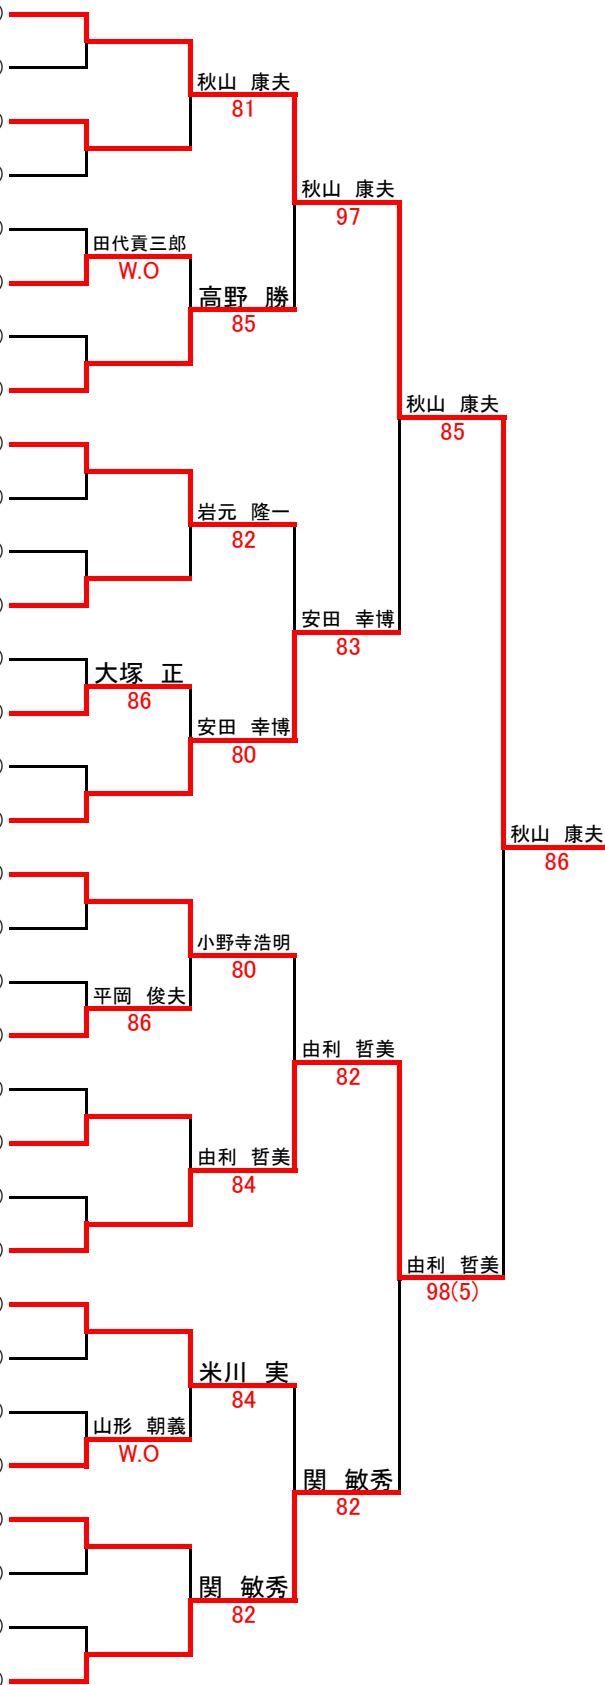 秋山 康夫
81
秋山 康夫
97
田代貢三郎
W.O
高野 勝
85
秋山 康夫
85
岩元 隆一
82
安田 幸博
83
大塚 正
86
安田 幸博
80
秋山 康夫
86
小野寺浩明
80
平岡 俊夫
86
由利 哲美
82
由利 哲美
84
由利 哲美
98(5)
米川 実
84
山形 朝義
W.O
関 敏秀
82
関 敏秀
82